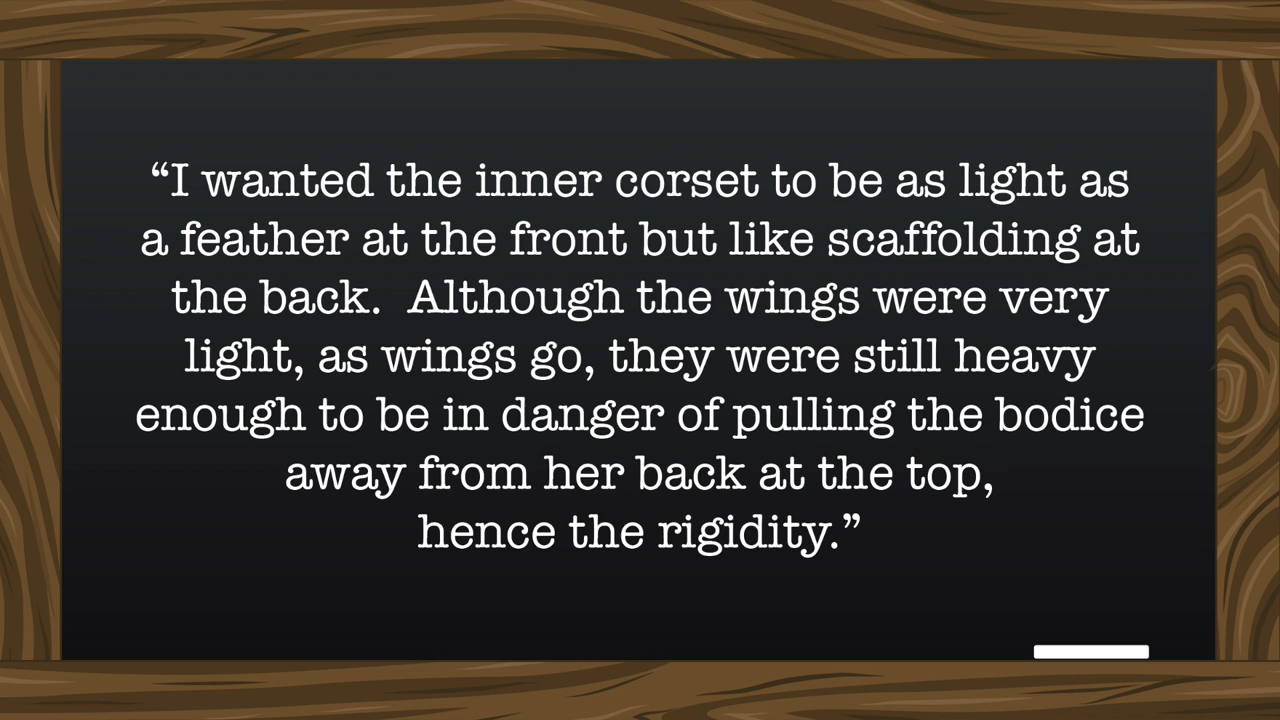 “I wanted the inner corset to be as light as
a feather at the front but like scaffolding at
the back.  Although the wings were very
light, as wings go, they were still heavy
enough to be in danger of pulling the bodice
away from her back at the top,
hence the rigidity.”